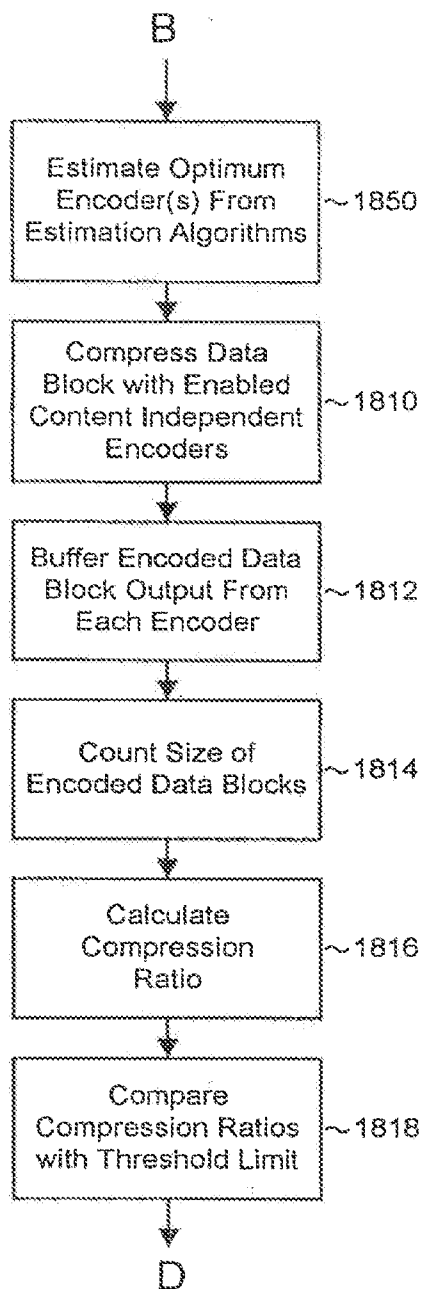 B
Estimate Optimum
Encoder(s) From
Estimation Algorithms
~1850
Compress Data
Block with Enabled
Content Independent
Encoders
~1810
Buffer Encoded Data
Block Output From
Each Encoder
~1812
Count Size of
Encoded Data Blocks
~1814
Calculate
Compression
Ratio
~1816
Compare
Compression Ratios
with Threshold Limit
~1818
D